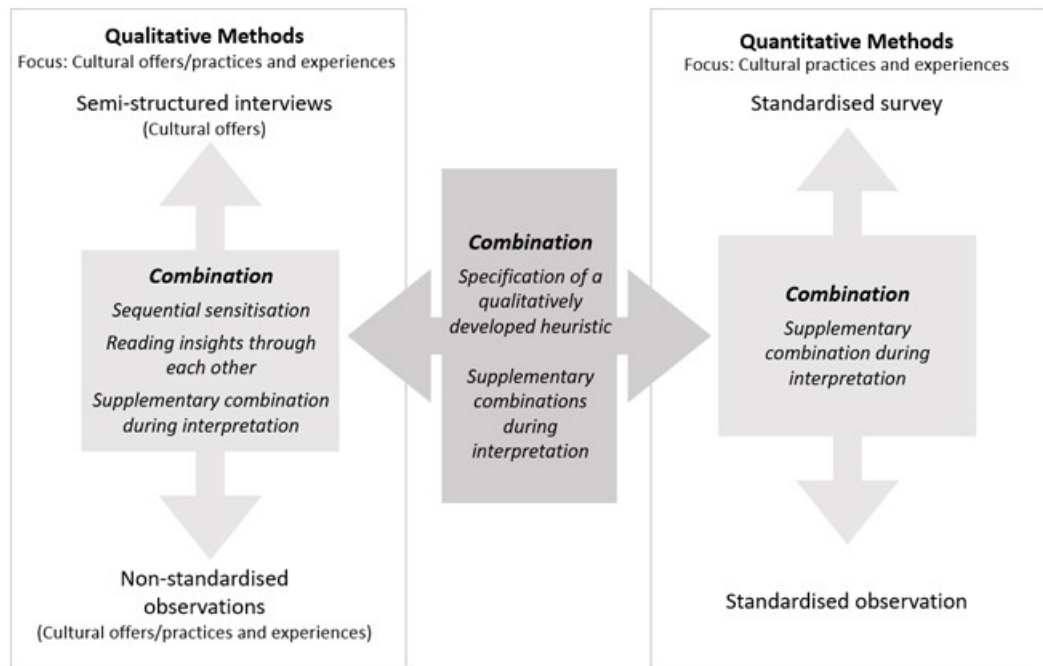 Qualitative Methods
Focus: Cultural offers/practices and experiences
Semi-structured interviews
(Cultural offers)
Combination
Sequential sensitisation
Reading insights through
each other
Supplementary combination
during interpretation
Non-standardised
observations
(Cultural offers/practices and experiences)
Combination
Specification of a
qualitatively
developed heuristic
Supplementary
combinations
during
interpretation
Quantitative Methods
Focus: Cultural practices and experiences
Standardised survey
Combination
Supplementary
combination during
interpretation
Standardised observation